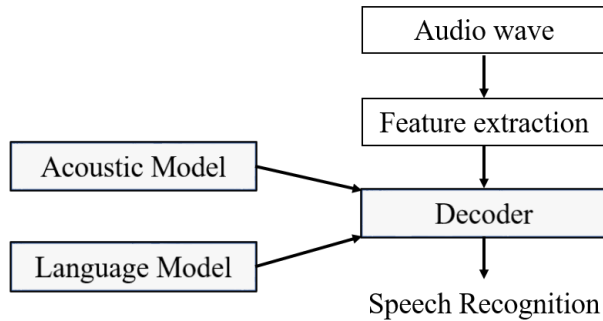 Audio wave
Feature extraction
Acoustic Model
Decoder
Language Model
Speech Recognition